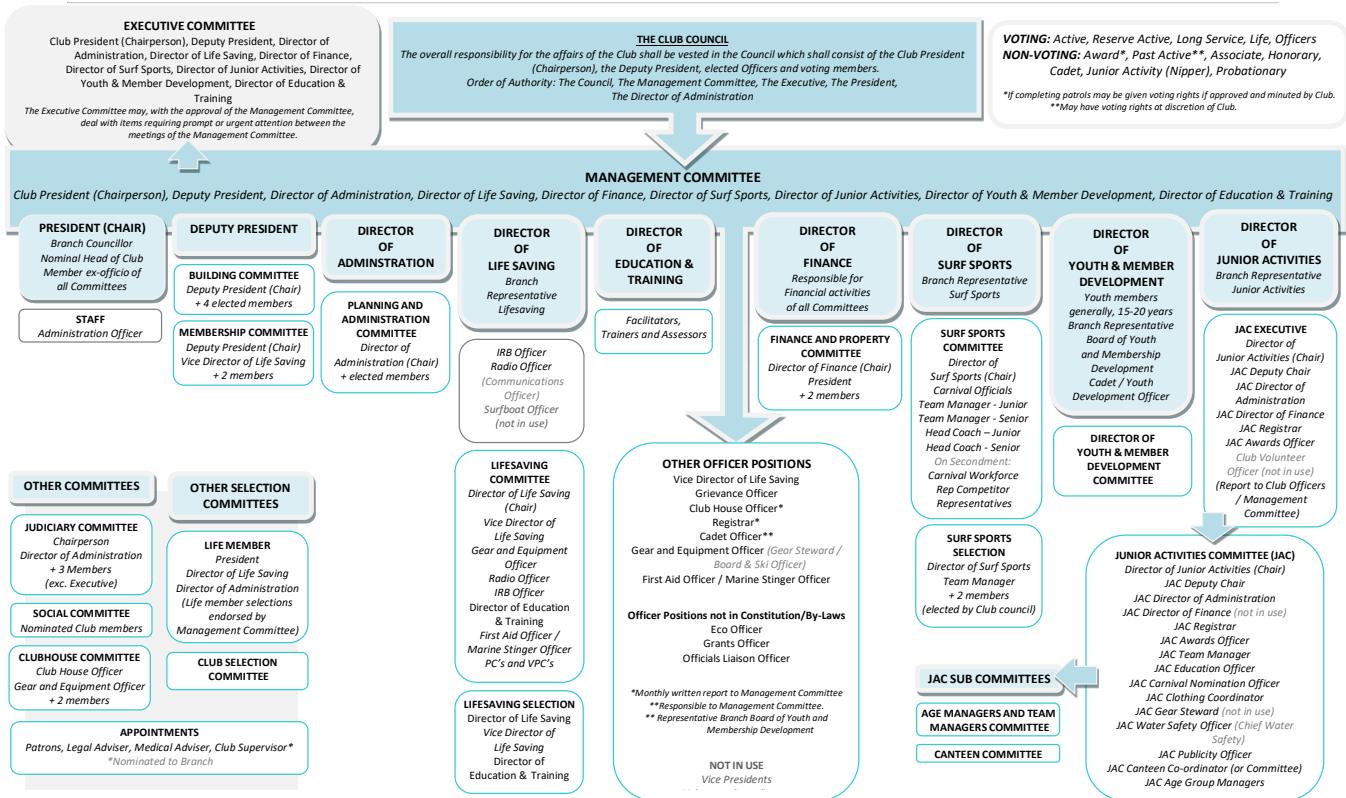 EXECUTIVE COMMITTEE
Club President (Chairperson), Deputy President, Director of
Administration, Director of Life Saving, Director of Finance,
Director of Surf Sports, Director of Junior Activities, Director of
Youth & Member Development, Director of Education &
Training
The Executive Committee may, with the approval of the Management Committee,
deal with items requiring prompt or urgent attention between the
meetings of the Management Committee.
THE CLUB COUNCIL
The overall responsibility for the affairs of the Club shall be vested in the Council which shall consist of the Club President
(Chairperson), the Deputy President, elected Officers and voting members.
Order of Authority: The Council, The Management Committee, The Executive, The President,
The Director of Administration
VOTING: Active, Reserve Active, Long Service, Life, Officers
NON-VOTING: Award*, Past Active**, Associate, Honorary,
Cadet, Junior Activity (Nipper), Probationary
*If completing patrols may be given voting rights if approved and minuted by Club.
**May have voting rights at discretion of Club.
MANAGEMENT COMMITTEE
Club President (Chairperson), Deputy President, Director of Administration, Director of Life Saving, Director of Finance, Director of Surf Sports, Director of Junior Activities, Director of Youth & Member Development, Director of Education & Training
PRESIDENT (CHAIR)
Branch Councillor
Nominal Head of Club
Member ex-officio of
all Committees
STAFF
Administration Officer
DEPUTY PRESIDENT
BUILDING COMMITTEE
Deputy President (Chair)
+ 4 elected members
MEMBERSHIP COMMITTEE
Deputy President (Chair)
Vice Director of Life Saving
+ 2 members
DIRECTOR
OF
ADMINSTRATION
PLANNING AND
ADMINISTRATION
COMMITTEE
Director of
Administration (Chair)
+ elected members
DIRECTOR
OF
LIFE SAVING
Branch
Representative
Lifesaving
IRB Officer
Radio Officer
(Communications
Officer)
Surfboat Officer
(not in use)
LIFESAVING
COMMITTEE
Director of Life Saving
(Chair)
Vice Director of
Life Saving
Gear and Equipment
Officer
Radio Officer
IRB Officer
Director of Education
& Training
First Aid Officer /
Marine Stinger Officer
PC's and VPC's
LIFESAVING SELECTION
Director of Life Saving
Vice Director of
Life Saving
Director of
Education & Training
DIRECTOR
OF
EDUCATION &
TRAINING
Facilitators,
Trainers and Assessors
DIRECTOR
OF
FINANCE
Responsible for
Financial activities
of all Committees
FINANCE AND PROPERTY
COMMITTEE
Director of Finance (Chair)
President
+ 2 members
DIRECTOR
OF
SURF SPORTS
Branch Representative
Surf Sports
SURF SPORTS
COMMITTEE
Director of
Surf Sports (Chair)
Carnival Officials
Team Manager - Junior
Team Manager - Senior
Head Coach – Junior
Head Coach - Senior
On Secondment:
Carnival Workforce
Rep Competitor
Representatives
SURF SPORTS
SELECTION
Director of Surf Sports
Team Manager
+ 2 members
(elected by Club council)
DIRECTOR
OF
YOUTH & MEMBER
DEVELOPMENT
Youth members
generally, 15-20 years
Branch Representative
Board of Youth
and Membership
Development
Cadet / Youth
Development Officer
DIRECTOR OF
YOUTH & MEMBER
DEVELOPMENT
COMMITTEE
DIRECTOR
OF
JUNIOR ACTIVITIES
Branch Representative
Junior Activities
JAC EXECUTIVE
Director of
Junior Activities (Chair)
JAC Deputy Chair
JAC Director of
Administration
JAC Director of Finance
JAC Registrar
JAC Awards Officer
Club Volunteer
Officer (not in use)
(Report to Club Officers
/ Management
Committee)
OTHER OFFICER POSITIONS
Vice Director of Life Saving
Grievance Officer
Club House Officer*
Registrar*
Cadet Officer**
Gear and Equipment Officer (Gear Steward /
Board & Ski Officer)
First Aid Officer / Marine Stinger Officer
Officer Positions not in Constitution/By-Laws
Eco Officer
Grants Officer
Officials Liaison Officer
*Monthly written report to Management Committee
**Responsible to Management Committee.
** Representative Branch Board of Youth and
Membership Development
NOT IN USE
Vice Presidents
OTHER COMMITTEES
JUDICIARY COMMITTEE
Chairperson
Director of Administration
+ 3 Members
(exc. Executive)
SOCIAL COMMITTEE
Nominated Club members
CLUBHOUSE COMMITTEE
Club House Officer
Gear and Equipment Officer
+ 2 members
OTHER SELECTION
COMMITTEES
LIFE MEMBER
President
Director of Life Saving
Director of Administration
(Life member selections
endorsed by
Management Committee)
CLUB SELECTION
COMMITTEE
APPOINTMENTS
Patrons, Legal Adviser, Medical Adviser, Club Supervisor*
*Nominated to Branch
JUNIOR ACTIVITIES COMMITTEE (JAC)
Director of Junior Activities (Chair)
JAC Deputy Chair
JAC Director of Administration
JAC Director of Finance (not in use)
JAC Registrar
JAC Awards Officer
JAC Team Manager
JAC Education Officer
JAC Carnival Nomination Officer
JAC Clothing Coordinator
JAC Gear Steward (not in use)
JAC Water Safety Officer (Chief Water
Safety)
JAC Publicity Officer
JAC Canteen Co-ordinator (or Committee)
JAC Age Group Managers
JAC SUB COMMITTEES
AGE MANAGERS AND TEAM
MANAGERS COMMITTEE
CANTEEN COMMITTEE